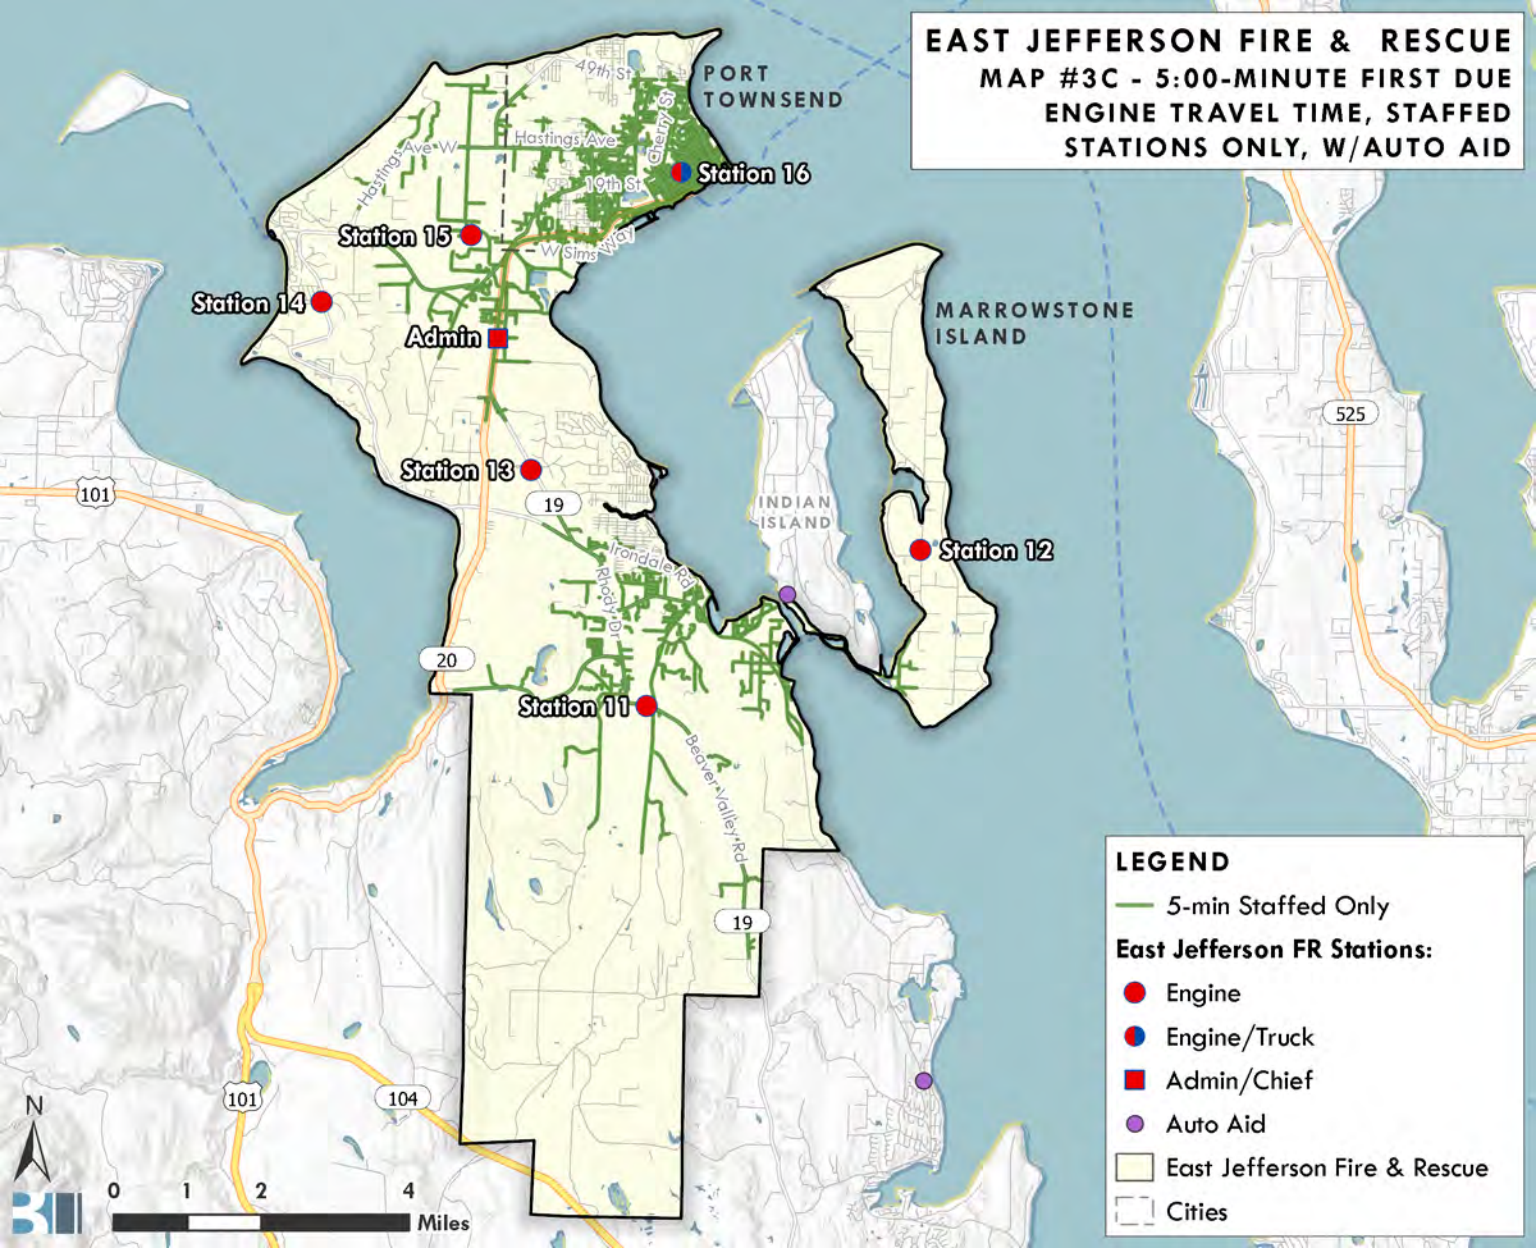 EAST JEFFERSON FIRE & RESCUE
MAP #3C - 5:00-MINUTE FIRST DUE
ENGINE TRAVEL TIME, STAFFED
STATIONS ONLY, W/AUTO AID
PORT
TOWNSEND
49th St
Cherry St
Hastings Ave
Hastings Ave W
19th St
Station 16
W Sims Way
Station 15
Station 14
Admin
MARROWSTONE
ISLAND
525
Station 13
101
19
INDIAN
ISLAND
Station 12
Irondale Rd
Rhody Dr
20
Station 11
Beaver Valley Rd
19
101
104
N
0 1 2 4
Miles
LEGEND
5-min Staffed Only
East Jefferson FR Stations:
Engine
Engine/Truck
Admin/Chief
Auto Aid
East Jefferson Fire & Rescue
Cities